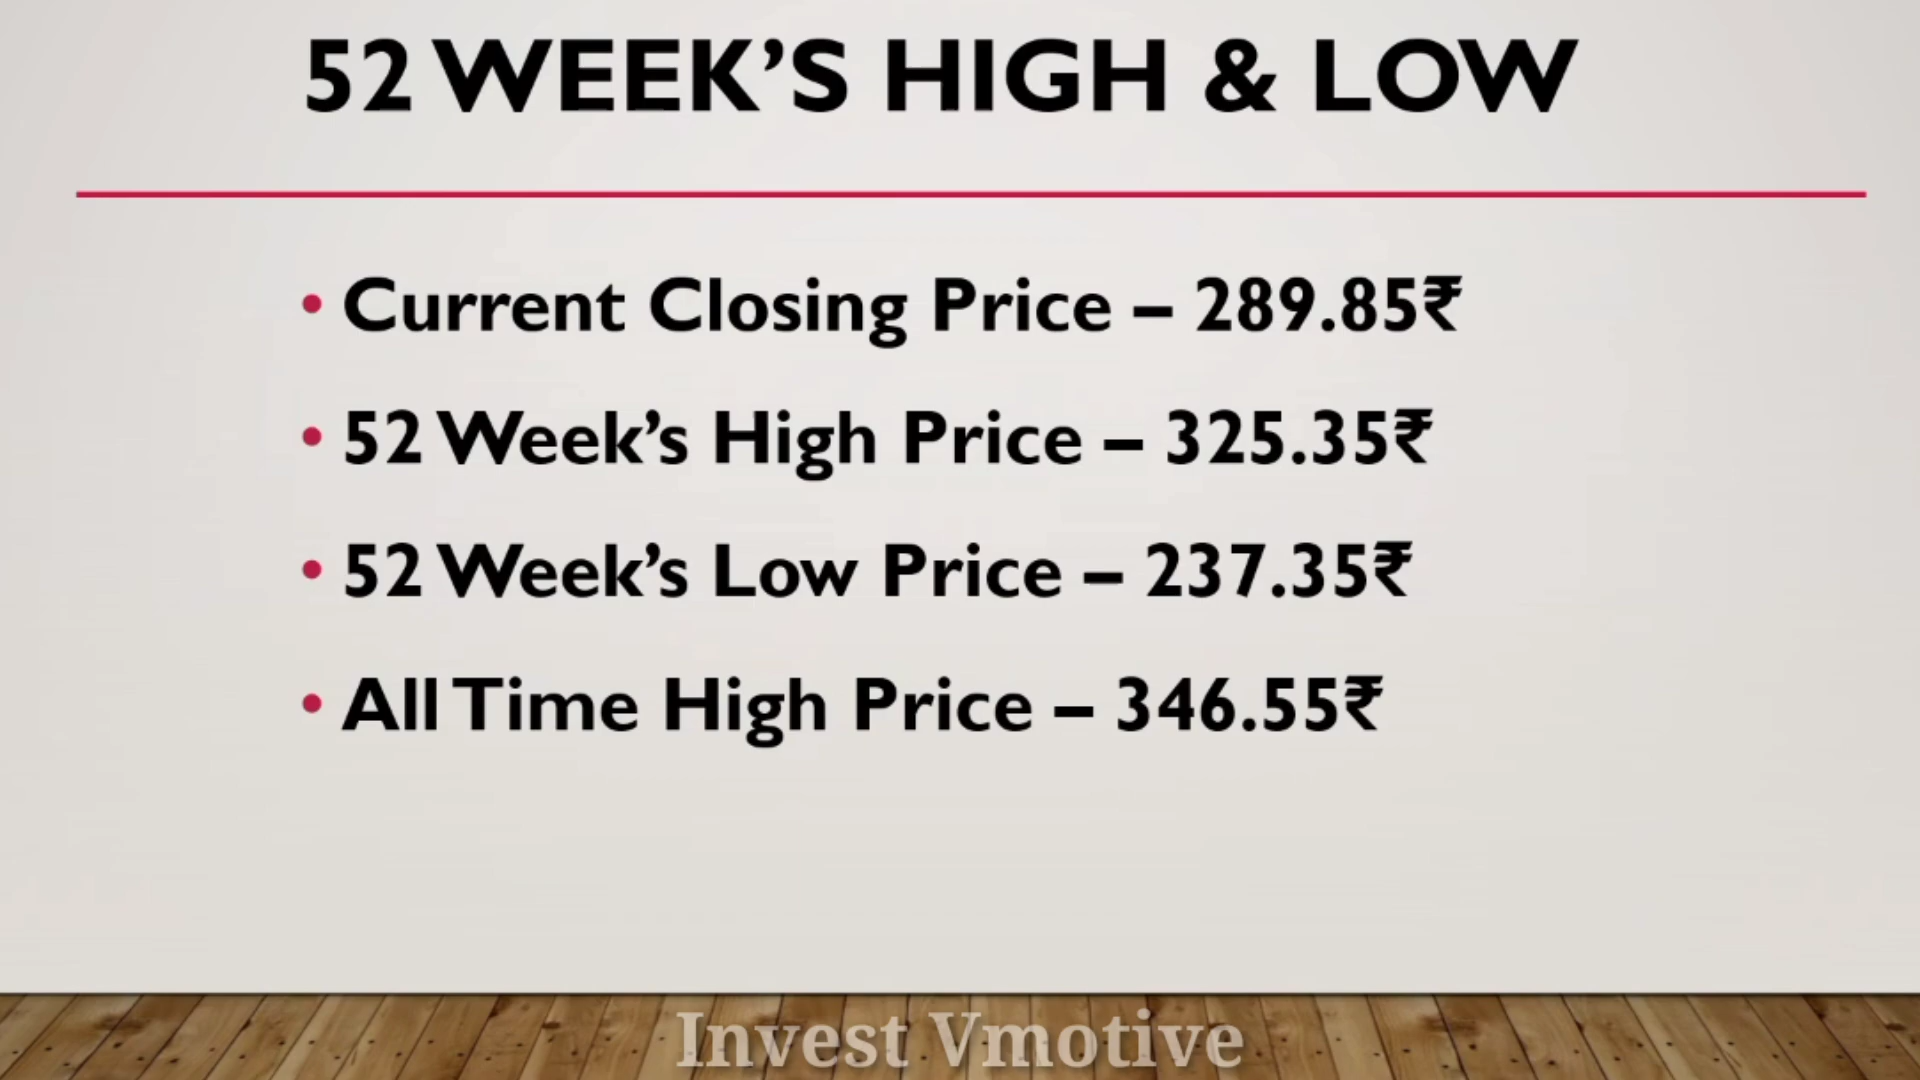 52 WEEK’S HIGH & LOW
• Current Closing Price – 289.85₹
• 52 Week’s High Price – 325.35₹
• 52 Week’s Low Price – 237.35₹
• All Time High Price – 346.55₹
Invest Vmotive